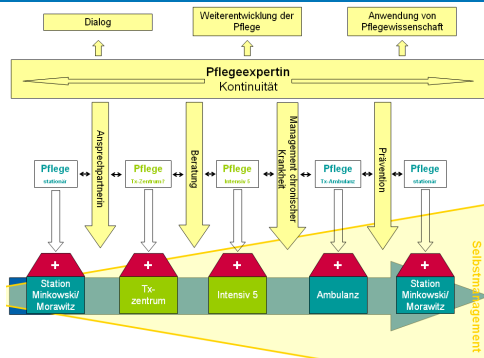 Dialog
Weiterentwicklung der
Pflege
Anwendung von
Pflegewissenschaft
Pflegeexpertin
Kontinuität
Ansprechpartnerin
Beratung
Management chronischer
Krankheit
Prävention
Pflege
stationär
Pflege
Tx-Zentrum?
Pflege
Intensiv 5
Pflege
Tx-Ambulanz
Pflege
stationär
+
+
+
+
+
Station
Minkowski/
Morawitz
Tx-
zentrum
Intensiv 5
Ambulanz
Station
Minkowski/
Morawitz
Selbstmanagement